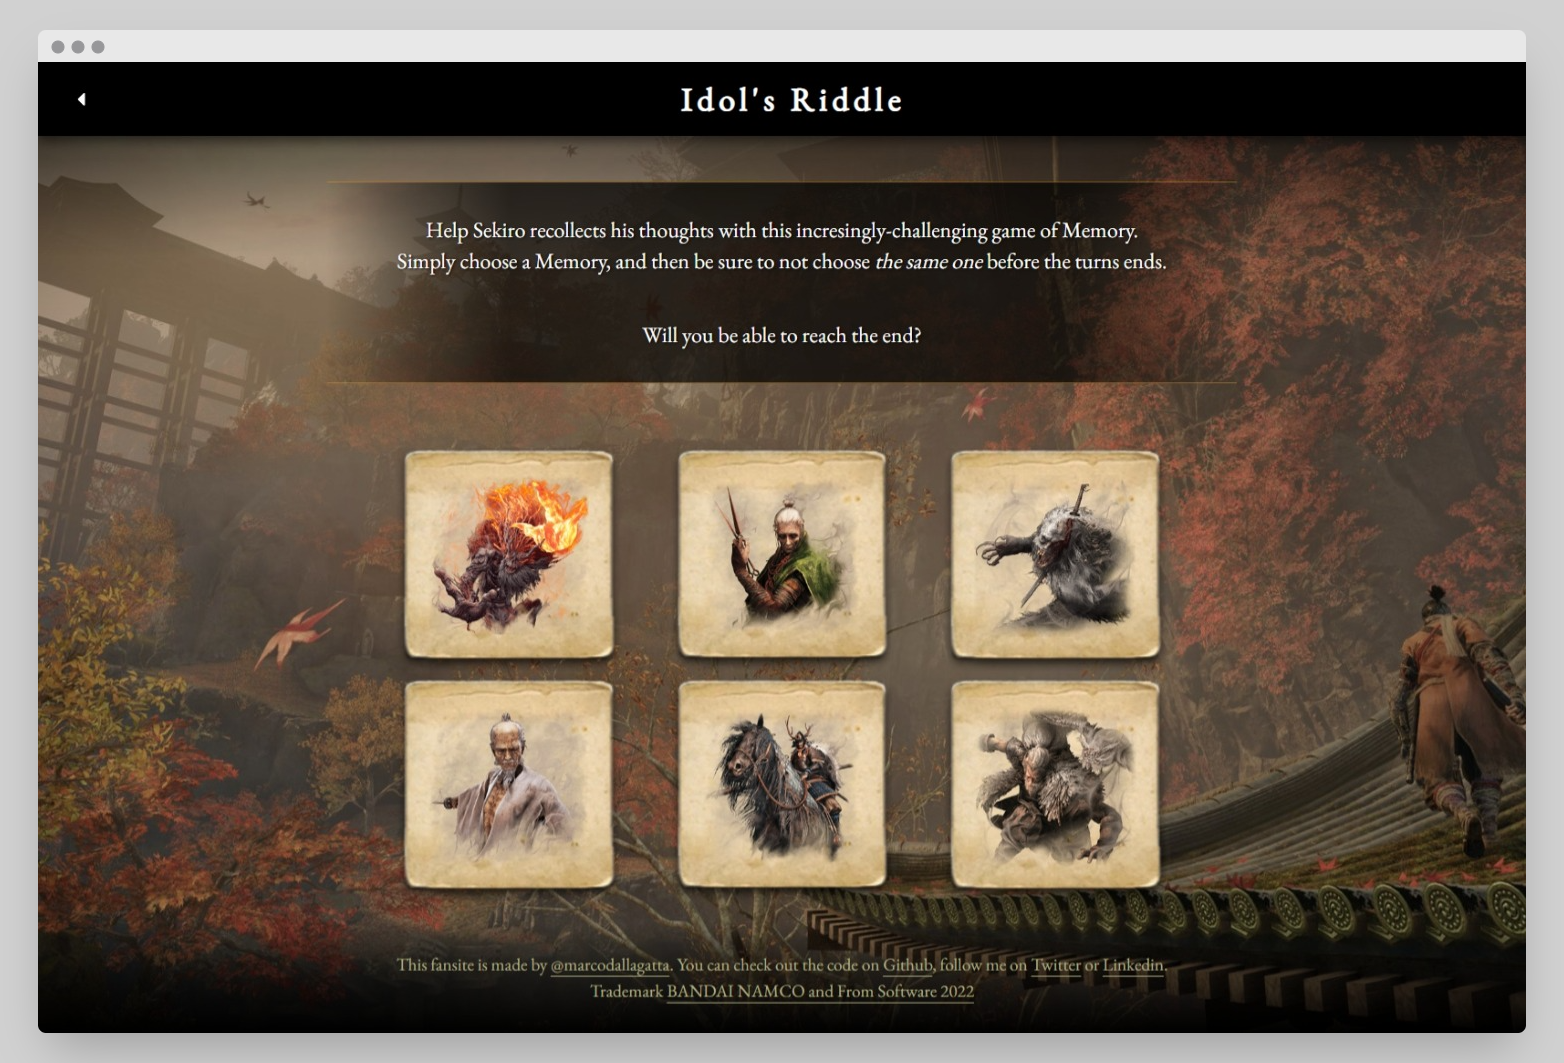 Idol's Riddle
Help Sekiro recollects his thoughts with this incresingly-challenging game of Memory.
Simply choose a Memory, and then be sure to not choose the same one before the turns ends.
Will you be able to reach the end?
This fansite is made by @marcodallagatta. You can check out the code on Github, follow me on Twitter or Linkedin.
Trademark BANDAI NAMCO and From Software 2022